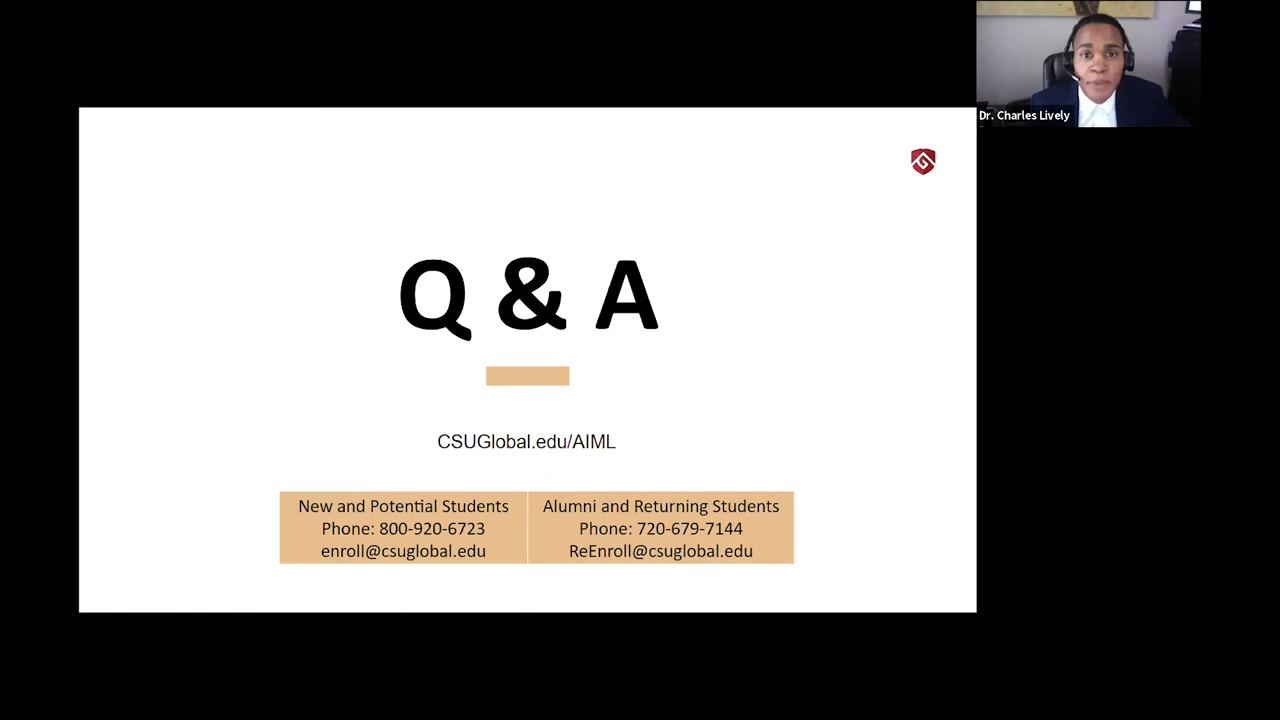 Dr. Charles Lively
Q & A
CSUGlobal.edu/AIML
New and Potential Students
Phone: 800-920-6723
enroll@csuglobal.edu
Alumni and Returning Students
Phone: 720-679-7144
ReEnroll@csuglobal.edu